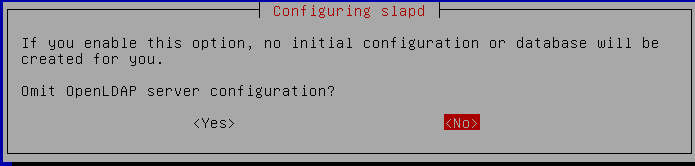 Configuring slapd
If you enable this option, no initial configuration or database will be
created for you.
Omit OpenLDAP server configuration?
<Yes> <No>